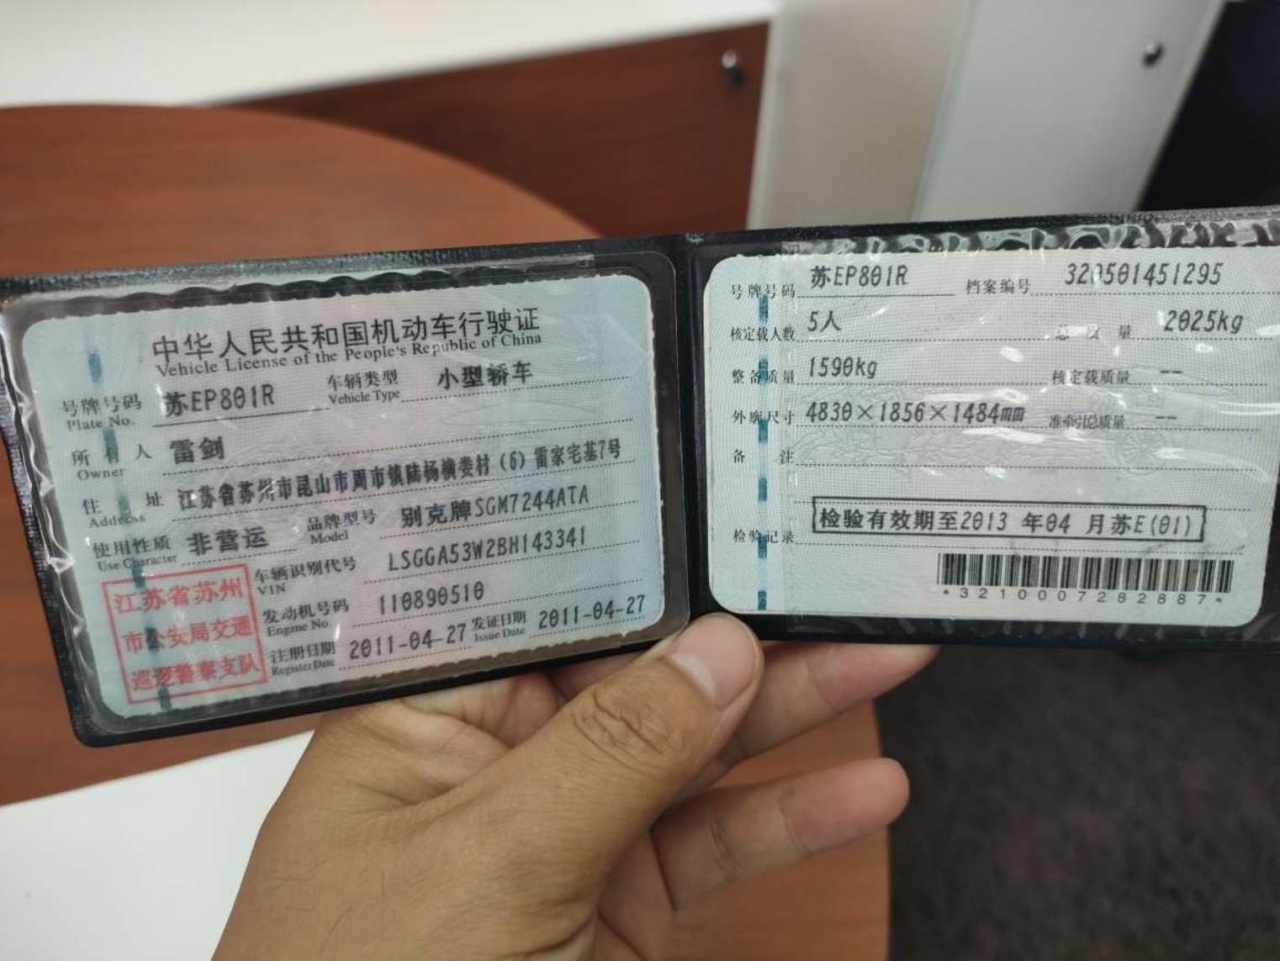 中华人民共和国机动车行驶证
Vehicle License of the People's Republic of China
号牌号码 苏EP801R 车辆类型 小型轿车
Plate No. Vehicle Type
所有人 雷剑
Owner
住址 江苏省苏州市昆山市周市镇陆杨横娄村(6)雷家宅基7号
Address
使用性质 非营运 品牌型号 别克牌SGM7244ATA
Use Character Model
车辆识别代号 LSGGA53W2BH143341
VIN
发动机号码 110890510
Engine No.
注册日期 2011-04-27 发证日期 2011-04-27
Register Date Issue Date
江苏省苏州
市公安局交通
巡逻警察支队
号牌号码 苏EP801R 档案编号 320501451295
核定载人数 5人 总质量 2025kg
整备质量 1590kg 核定载质量 --
外廓尺寸 4830×1856×1484mm 准牵引总质量 --
备注
检验记录 检验有效期至2013年04月苏E(01)
*3210007282887*